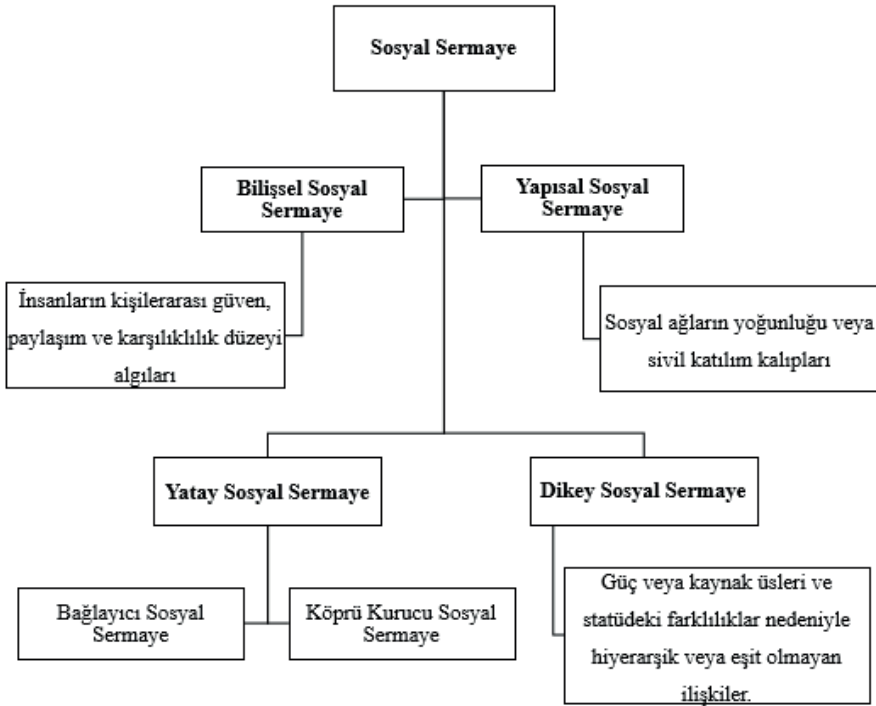 Sosyal Sermaye
Bilişsel Sosyal
Sermaye
Yapısal Sosyal
Sermaye
İnsanların kişilerarası güven,
paylaşım ve karşılıklılık düzeyi
algıları
Sosyal ağların yoğunluğu veya
sivil katılım kalıpları
Yatay Sosyal Sermaye
Dikey Sosyal Sermaye
Bağlayıcı Sosyal
Sermaye
Köprü Kurucu Sosyal
Sermaye
Güç veya kaynak üsleri ve
statüdeki farklılıklar nedeniyle
hiyerarşik veya eşit olmayan
ilişkiler.